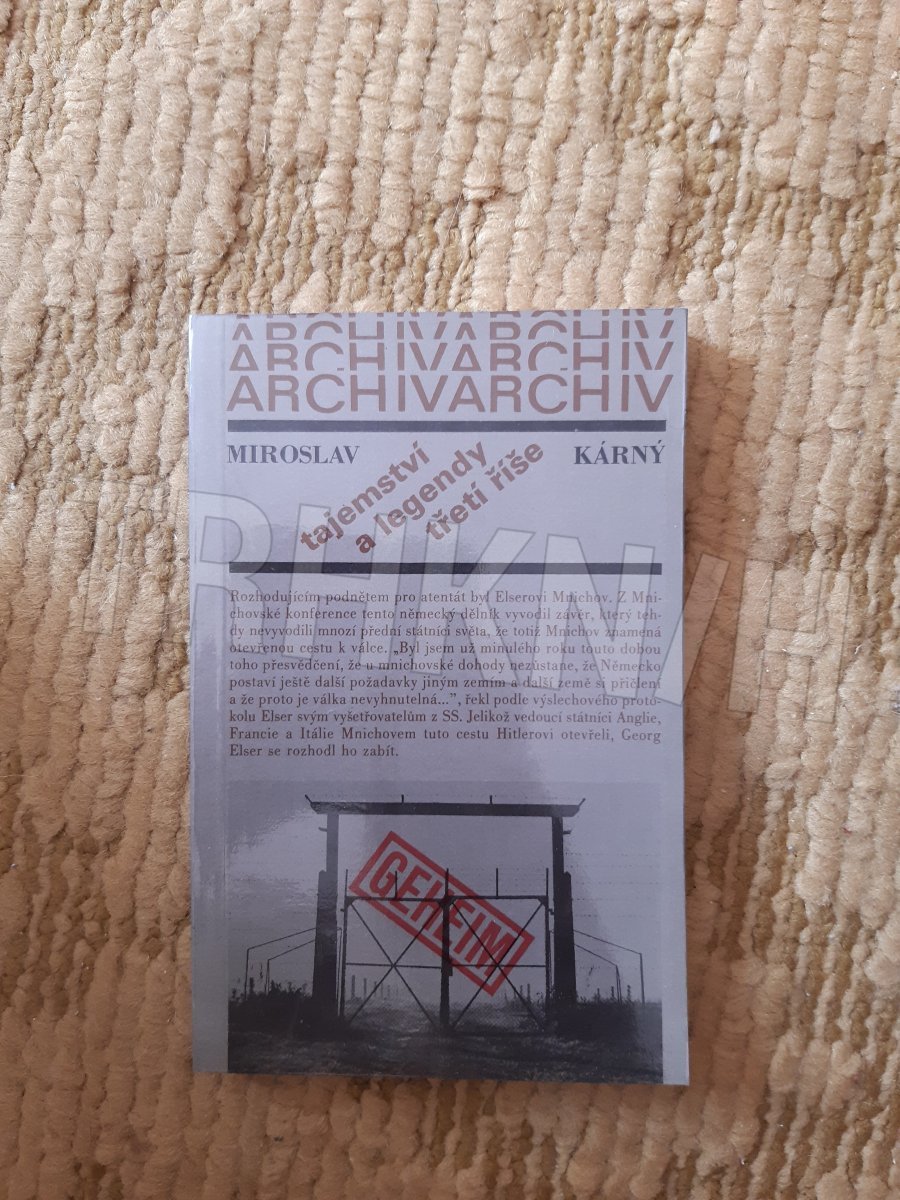 ARCHIVARCHIV
ARCHIVARCHIV
ARCHIVARCHIV
ARCHIVARCHIV
MIROSLAV KÁRNÝ
tajemství
a legendy
třetí říše
Rozhodujícím podnětem pro atentát byl Elserovi Mnichov. Z Mni-
chovské konference tento německý dělník vyvodil závěr, který teh-
dy nevyvodili mnozí přední státníci světa, že totiž Mnichov znamená
otevřenou cestu k válce. „Byl jsem už minulého roku touto dobou
toho přesvědčení, že u mnichovské dohody nezůstane, že Německo
postaví ještě další požadavky jiným zemím a další země si přičlení
a že proto je válka nevyhnutelná...”, řekl podle výslechového proto-
kolu Elser svým vyšetřovatelům z SS. Jelikož vedoucí státníci Anglie,
Francie a Itálie Mnichovem tuto cestu Hitlerovi otevřeli, Georg
Elser se rozhodl ho zabít.
GEHEIM